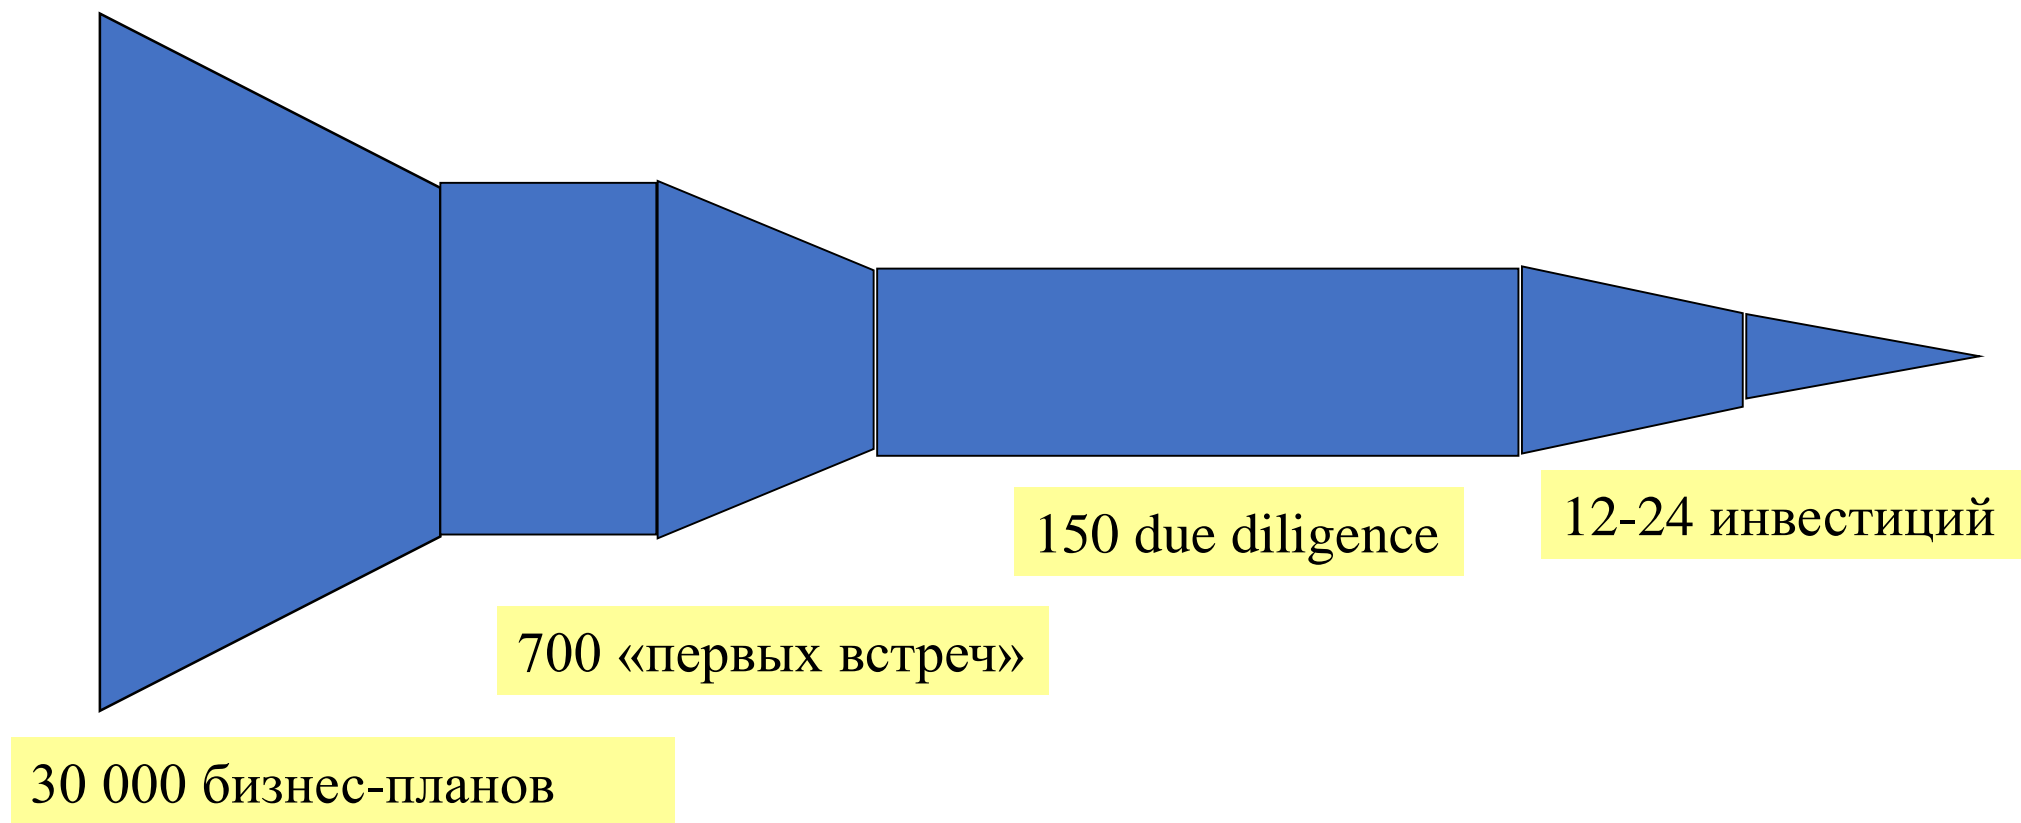 30 000 бизнес-планов
700 «первых встреч»
150 due diligence
12-24 инвестиций